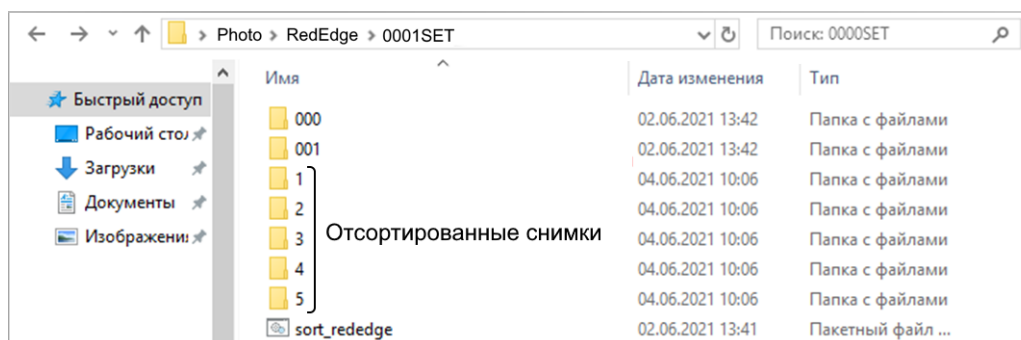 Photo > RedEdge > 0001SET Поиск: 0000SET
Имя Дата изменения Тип
Быстрый доступ
Рабочий стол
Загрузки
Документы
Изображения
000 02.06.2021 13:42 Папка с файлами
001 02.06.2021 13:42 Папка с файлами
1 04.06.2021 10:06 Папка с файлами
2 04.06.2021 10:06 Папка с файлами
3 04.06.2021 10:06 Папка с файлами
4 04.06.2021 10:06 Папка с файлами
5 04.06.2021 10:06 Папка с файлами
Отсортированные снимки
sort_rededge 02.06.2021 13:41 Пакетный файл ...